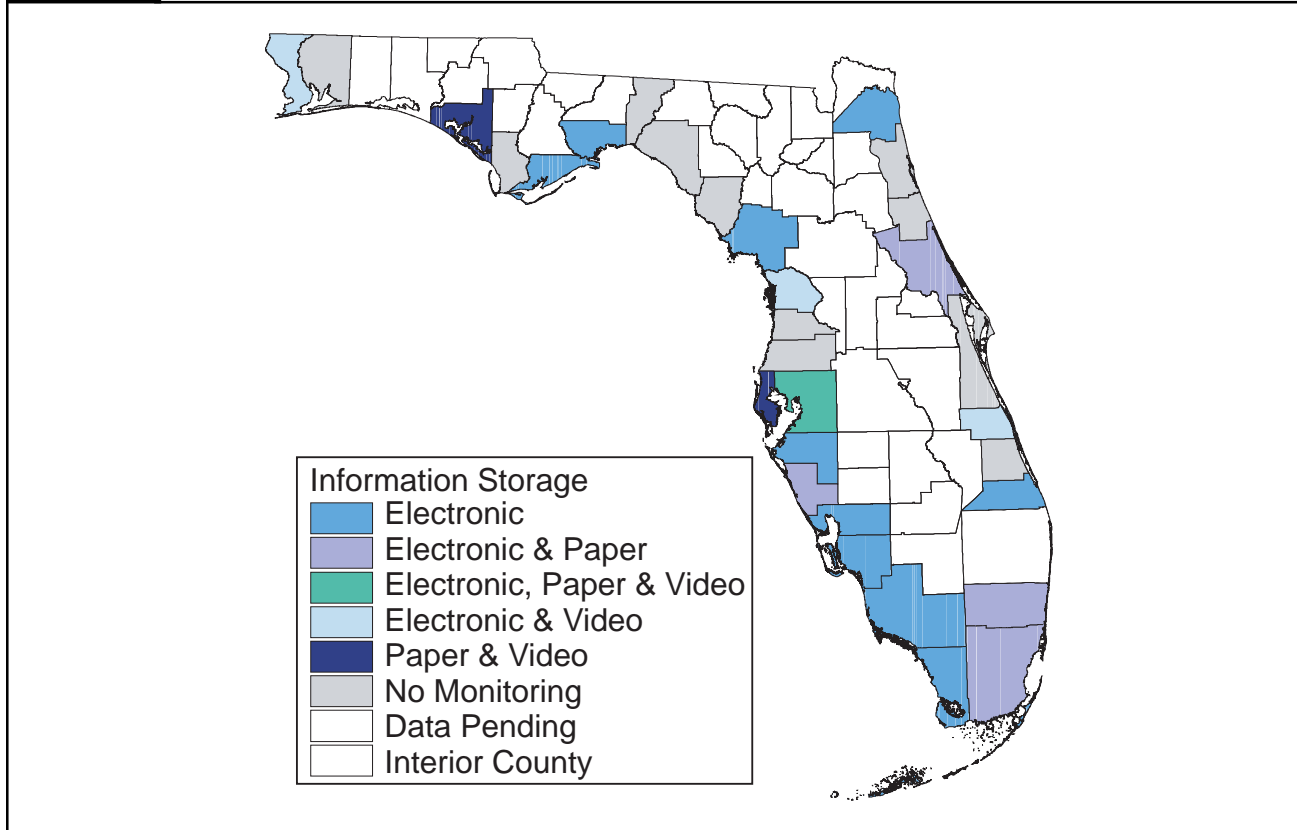 Information Storage
Electronic
Electronic & Paper
Electronic, Paper & Video
Electronic & Video
Paper & Video
No Monitoring
Data Pending
Interior County